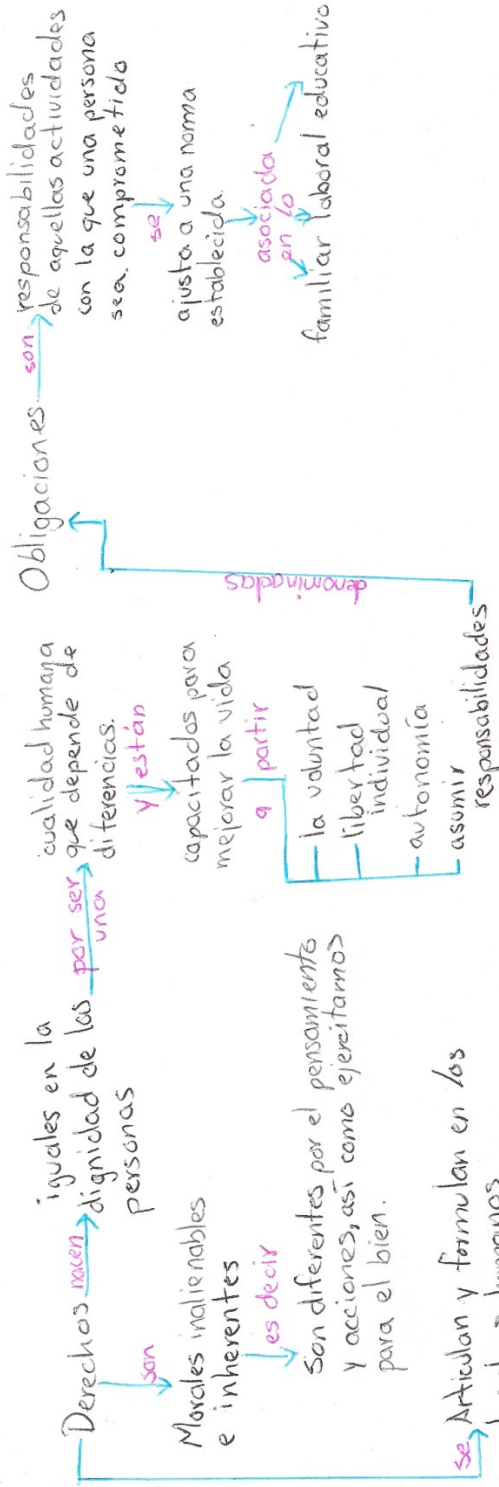 Derechos
nacen
iguales en la
dignidad de las
personas
por ser
una
cualidad humana
que depende de
diferencias.
y están
capacitados para
mejorar la vida
a partir
la voluntad
libertad
individual
autonomía
asumir
responsabilidades
denominadas
Obligaciones
son
responsabilidades
de aquellas actividades
con la que una persona
sea comprometido
se
ajusta a una norma
establecida.
asociada
en lo
familiar laboral educativo
son
Morales inalienables
e inherentes
es decir
Son diferentes por el pensamiento
y acciones, así como ejercitarnos
para el bien.
se
Articulan y formulan en los
humanos